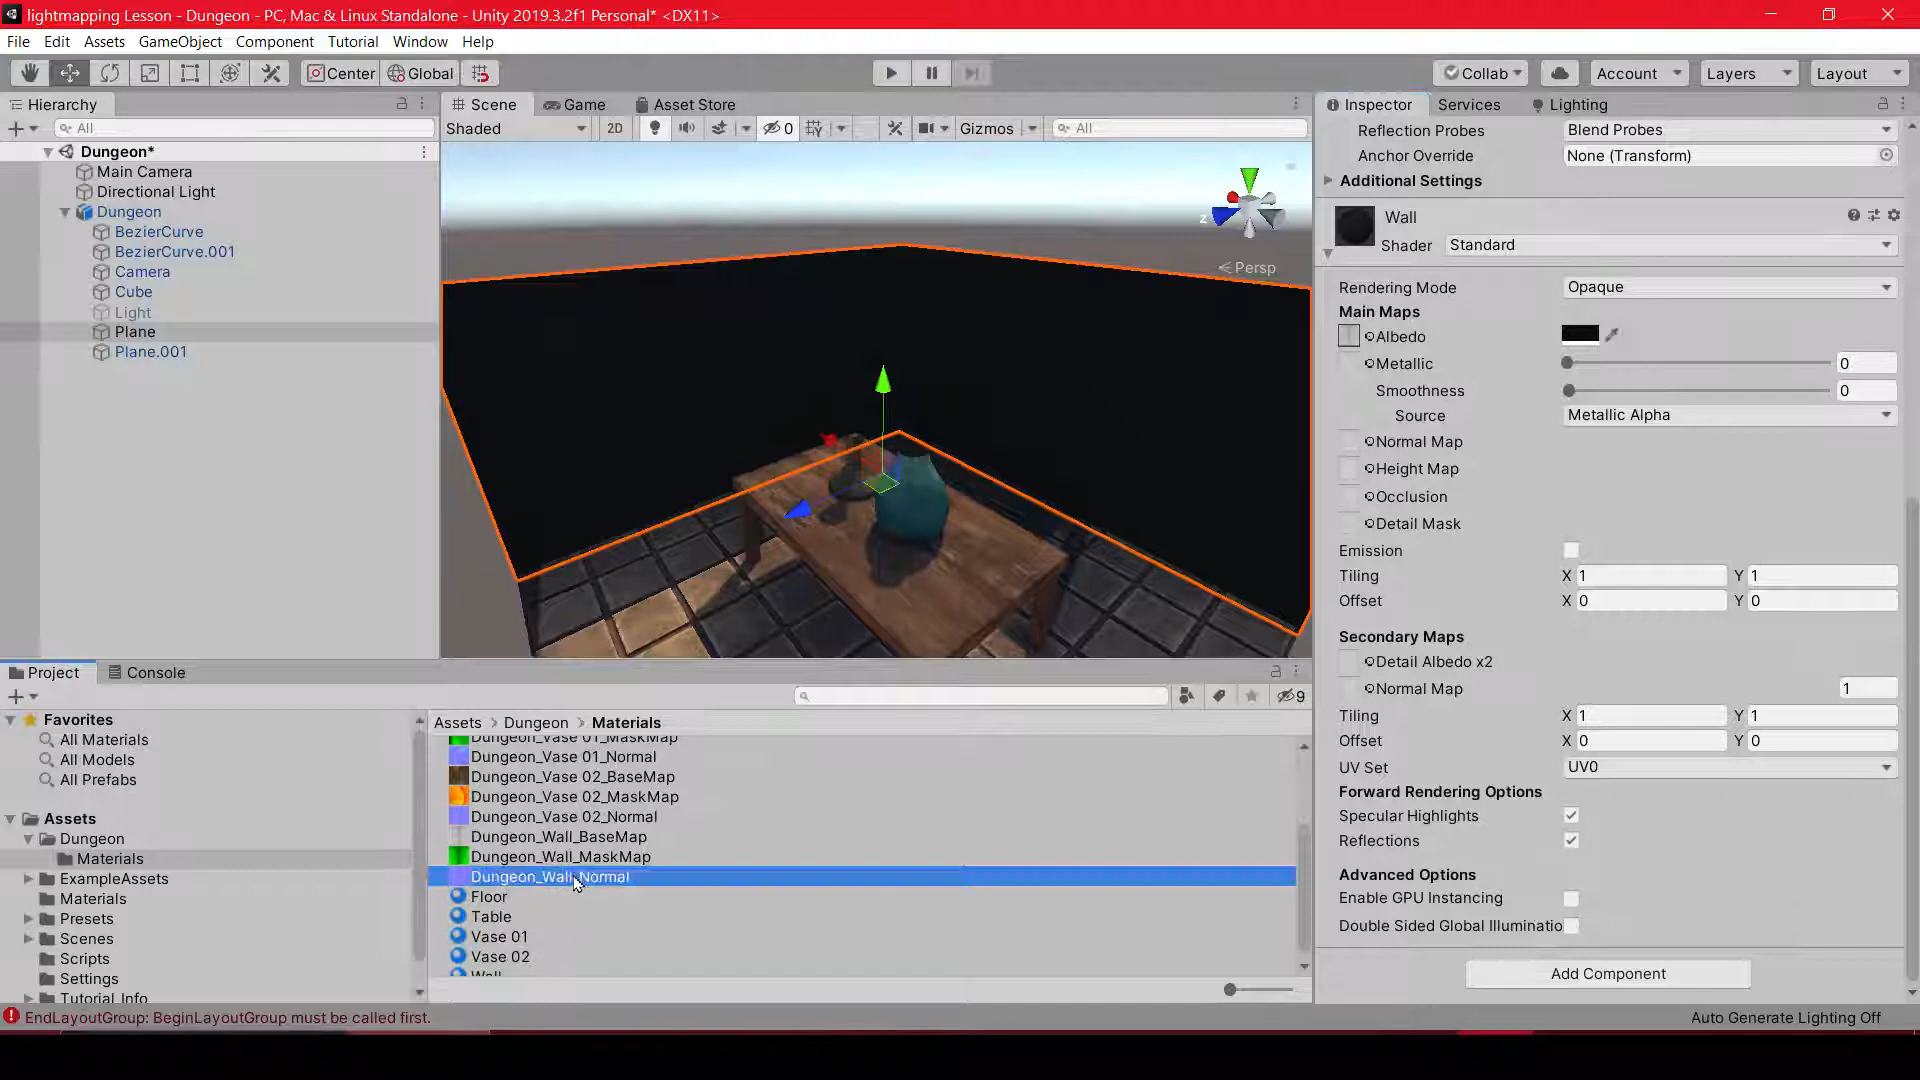 lightmapping Lesson - Dungeon - PC, Mac & Linux Standalone - Unity 2019.3.2f1 Personal* <DX11>
File Edit Assets GameObject Component Tutorial Window Help
Center Global Collab Account Layers Layout
Hierarchy
All
Dungeon*
Main Camera
Directional Light
Dungeon
BezierCurve
BezierCurve.001
Camera
Cube
Light
Plane
Plane.001
Scene Game Asset Store
Shaded 2D 0 Gizmos All
z
Persp
Inspector Services Lighting
Reflection Probes Blend Probes
Anchor Override None (Transform)
Additional Settings
Wall
Shader Standard
Rendering Mode Opaque
Main Maps
Albedo
Metallic 0
Smoothness 0
Source Metallic Alpha
Normal Map
Height Map
Occlusion
Detail Mask
Emission
Tiling X 1 Y 1
Offset X 0 Y 0
Secondary Maps
Detail Albedo x2
Normal Map 1
Tiling X 1 Y 1
Offset X 0 Y 0
UV Set UV0
Forward Rendering Options
Specular Highlights
Reflections
Advanced Options
Enable GPU Instancing
Double Sided Global Illuminatio
Add Component
Project Console
9
Favorites
All Materials
All Models
All Prefabs
Assets
Dungeon
Materials
ExampleAssets
Materials
Presets
Scenes
Scripts
Settings
Tutorial_Info
Assets > Dungeon > Materials
Dungeon_Vase 01_MaskMap
Dungeon_Vase 01_Normal
Dungeon_Vase 02_BaseMap
Dungeon_Vase 02_MaskMap
Dungeon_Vase 02_Normal
Dungeon_Wall_BaseMap
Dungeon_Wall_MaskMap
Dungeon_Wall_Normal
Floor
Table
Vase 01
Vase 02
Wall
EndLayoutGroup: BeginLayoutGroup must be called first.
Auto Generate Lighting Off